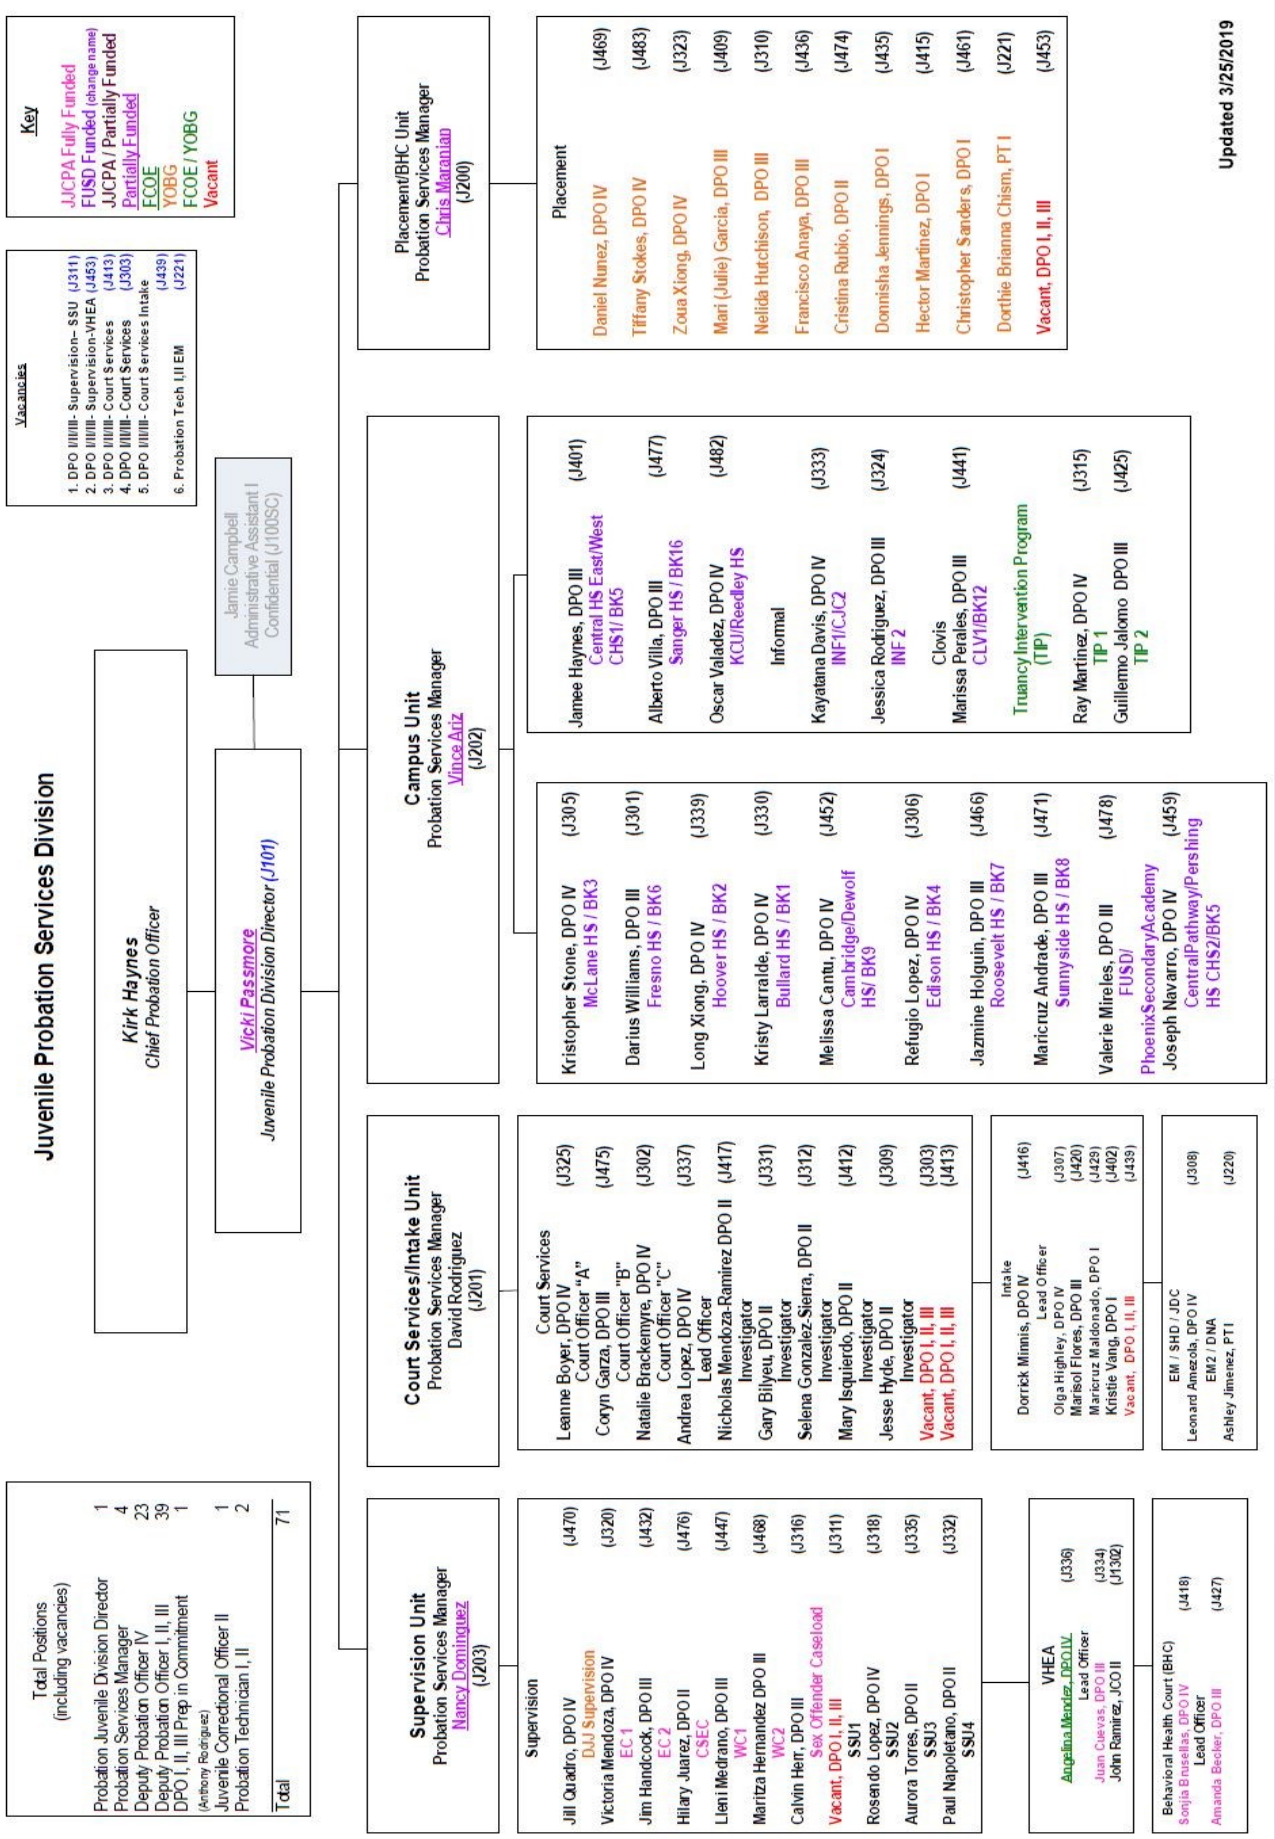 Juvenile Probation Services Division
Total Positions
(including vacancies)
Probation Juvenile Division Director 1
Probation Services Manager 4
Deputy Probation Officer IV 23
Deputy Probation Officer I, II, III 39
DPO I, II, III Prep in Commitment 1
(Anthony Rodriguez)
Juvenile Correctional Officer II 1
Probation Technician I, II 2
Total 71
Kirk Haynes
Chief Probation Officer
Vicki Passmore
Juvenile Probation Division Director (J101)
Jamie Campbell
Administrative Assistant I
Confidential (J100SC)
Vacancies
1. DPO I/II/III- Supervision– SSU (J311)
2. DPO I/II/III- Supervision-VHEA (J453)
3. DPO I/II/III- Court Services (J413)
4. DPO I/II/III- Court Services (J303)
5. DPO I/II/III- Court Services Intake
(J439)
6. Probation Tech I,II EM (J221)
Key
JJCPA Fully Funded
FUSD Funded (change name)
JJCPA / Partially Funded
Partially Funded
FCOE
YOBG
FCOE / YOBG
Vacant
Supervision Unit
Probation Services Manager
Nancy Dominguez
(J203)
Supervision
Jill Quadro, DPO IV (J470)
DJJ Supervision
Victoria Mendoza, DPO IV (J320)
EC 1
Jim Handcock, DPO III (J432)
EC 2
Hilary Juarez, DPO II (J476)
CSEC
Lleni Medrano, DPO III (J447)
WC1
Maritza Hernandez DPO III (J468)
WC2
Calvin Herr, DPO III (J316)
Sex Offender Caseload
Vacant, DPO I, II, III (J311)
SSU1
Rosendo Lopez, DPO IV (J318)
SSU2
Aurora Torres, DPO II (J335)
SSU3
Paul Napoletano, DPO II (J332)
SSU4
VHEA
Angelina Mendez, DPO IV (J336)
Lead Officer
Juan Cuevas, DPO III (J334)
John Ramirez, JCO II (J1302)
Behavioral Health Court (BHC)
Sonjia Brusellas, DPO IV (J418)
Lead Officer
Amanda Becker, DPO III (J427)
Court Services/Intake Unit
Probation Services Manager
David Rodriguez
(J201)
Court Services
Leanne Boyer, DPO IV (J325)
Court Officer “A”
Coryn Garza, DPO III (J475)
Court Officer "B"
Natalie Brackemyre, DPO IV (J302)
Court Officer “C”
Andrea Lopez, DPO IV (J337)
Lead Officer
Nicholas Mendoza-Ramirez DPO II (J417)
Investigator
Gary Bilyeu, DPO II (J331)
Investigator
Selena Gonzalez-Sierra, DPO II (J312)
Investigator
Mary Isquierdo, DPO II (J412)
Investigator
Jesse Hyde, DPO II (J309)
Investigator
Vacant, DPO I, II, III (J303)
Vacant, DPO I, II, III (J413)
Intake
Dorrick Minnis, DPO IV (J416)
Lead Officer
Olga Highley, DPO IV (J307)
Marisol Flores, DPO III (J420)
Maricruz Maldonado, DPO I (J429)
Kristie Vang, DPO I (J402)
Vacant, DPO I, II, III (J439)
EM / SHD / JDC
Leonard Amezola, DPO IV (J308)
EM2 / DNA
Ashley Jimenez, PT I (J220)
Campus Unit
Probation Services Manager
Vince Ariz
(J202)
Kristopher Stone, DPO IV (J305)
McLane HS / BK3
Darius Williams, DPO III (J301)
Fresno HS / BK6
Long Xiong, DPO IV (J339)
Hoover HS / BK2
Kristy Larralde, DPO IV (J330)
Bullard HS / BK1
Melissa Cantu, DPO IV (J452)
Cambridge/Dewolf
HS/ BK9
Refugio Lopez, DPO IV (J306)
Edison HS / BK4
Jazmine Holguin, DPO III (J466)
Roosevelt HS / BK7
Maricruz Andrade, DPO III (J471)
Sunnyside HS / BK8
Valerie Mireles, DPO III (J478)
FUSD/
PhoenixSecondaryAcademy
Joseph Navarro, DPO IV (J459)
CentralPathway/Pershing
HS CHS2/BK5
Jamee Haynes, DPO III (J401)
Central HS East/West
CHS1/ BK5
Alberto Villa, DPO III (J477)
Sanger HS / BK16
Oscar Valadez, DPO IV (J482)
KCU/Reedley HS
Informal
Kayatana Davis, DPO IV (J333)
INF1/CJC2
Jessica Rodriguez, DPO III (J324)
INF 2
Clovis
Marissa Perales, DPO III (J441)
CLV1/BK12
Truancy Intervention Program
(TIP)
Ray Martinez, DPO IV (J315)
TIP 1
Guillermo Jalomo DPO III (J425)
TIP 2
Placement/BHC Unit
Probation Services Manager
Chris Maranian
(J200)
Placement
Daniel Nunez, DPO IV (J469)
Tiffany Stokes, DPO IV (J483)
Zoua Xiong, DPO IV (J323)
Mari (Julie) Garcia, DPO III (J409)
Nelida Hutchison, DPO III (J310)
Francisco Anaya, DPO III (J436)
Cristina Rubio, DPO II (J474)
Donnisha Jennings, DPO I (J435)
Hector Martinez, DPO I (J415)
Christopher Sanders, DPO I (J461)
Dorthie Brianna Chism, PT I (J221)
Vacant, DPO I, II, III (J453)
Updated 3/25/2019